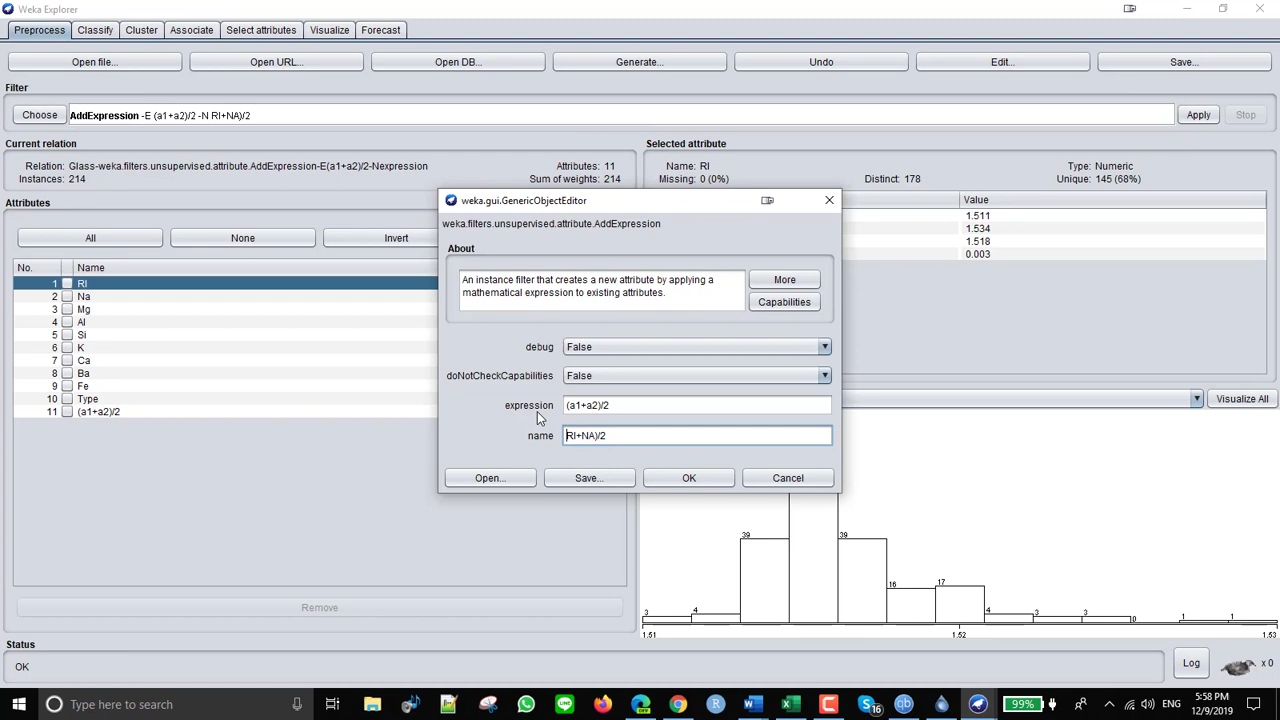 Weka Explorer
Preprocess Classify Cluster Associate Select attributes Visualize Forecast
Open file... Open URL... Open DB... Generate... Undo Edit... Save...
Filter
Choose AddExpression -E (a1+a2)/2 -N RI+NA)/2 Apply Stop
Current relation
Relation: Glass-weka.filters.unsupervised.attribute.AddExpression-E(a1+a2)/2-Nexpression Attributes: 11
Instances: 214 Sum of weights: 214
Selected attribute
Name: RI Type: Numeric
Missing: 0 (0%) Distinct: 178 Unique: 145 (68%)
Value
1.511
1.534
1.518
0.003
Attributes
All None Invert
No. Name
1 RI
2 Na
3 Mg
4 Al
5 Si
6 K
7 Ca
8 Ba
9 Fe
10 Type
11 (a1+a2)/2
Remove
weka.gui.GenericObjectEditor
weka.filters.unsupervised.attribute.AddExpression
About
An instance filter that creates a new attribute by applying a
mathematical expression to existing attributes.
More
Capabilities
debug False
doNotCheckCapabilities False
expression (a1+a2)/2
name RI+NA)/2
Open... Save... OK Cancel
Visualize All
3 4 39 39 16 17 4 3 3 0 1 1
1.51 1.52 1.53
Status
OK
Log x 0
Type here to search
16
99%
ENG
5:58 PM
12/9/2019